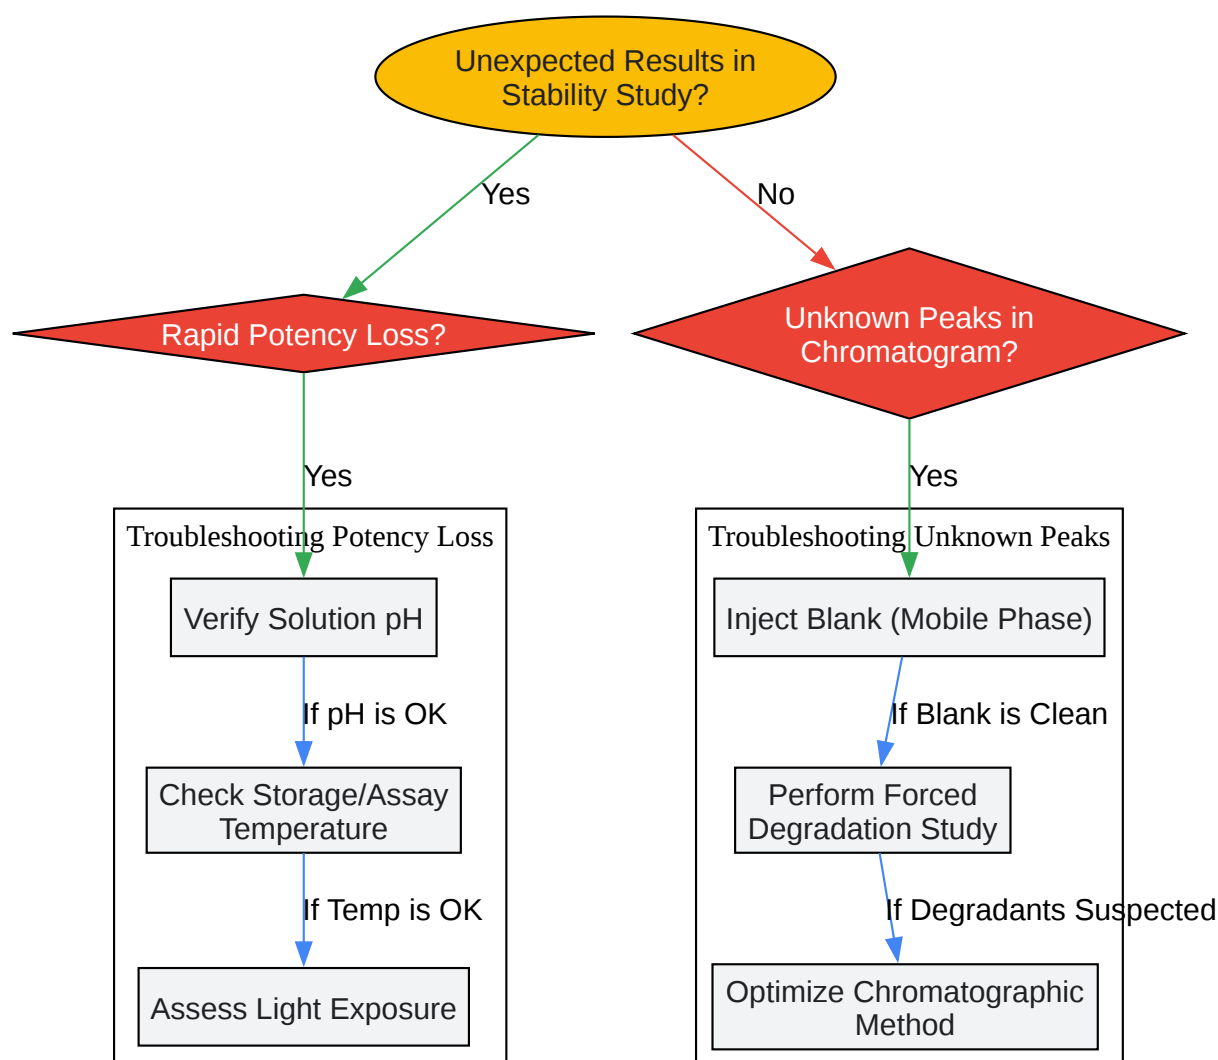 Unexpected Results in
Stability Study?
Yes
No
Rapid Potency Loss?
Unknown Peaks in
Chromatogram?
Yes
Yes
Troubleshooting Potency Loss
Troubleshooting Unknown Peaks
Verify Solution pH
Inject Blank (Mobile Phase)
If pH is OK
If Blank is Clean
Check Storage/Assay
Temperature
Perform Forced
Degradation Study
If Temp is OK
If Degradants Suspected
Assess Light Exposure
Optimize Chromatographic
Method